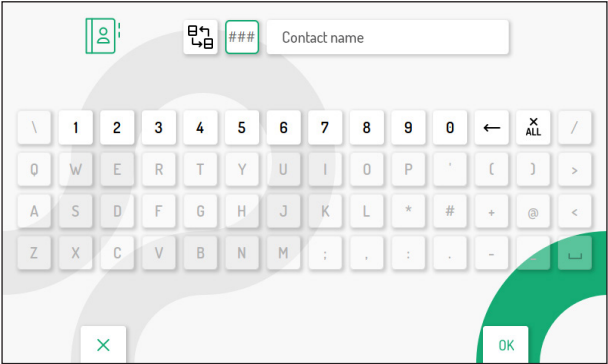 ### Contact name
\ 1 2 3 4 5 6 7 8 9 0 ← × ALL /
Q W E R T Y U I O P ' ( ) >
A S D F G H J K L * # + @ <
Z X C V B N M ; , : . - _ ⌴
× OK